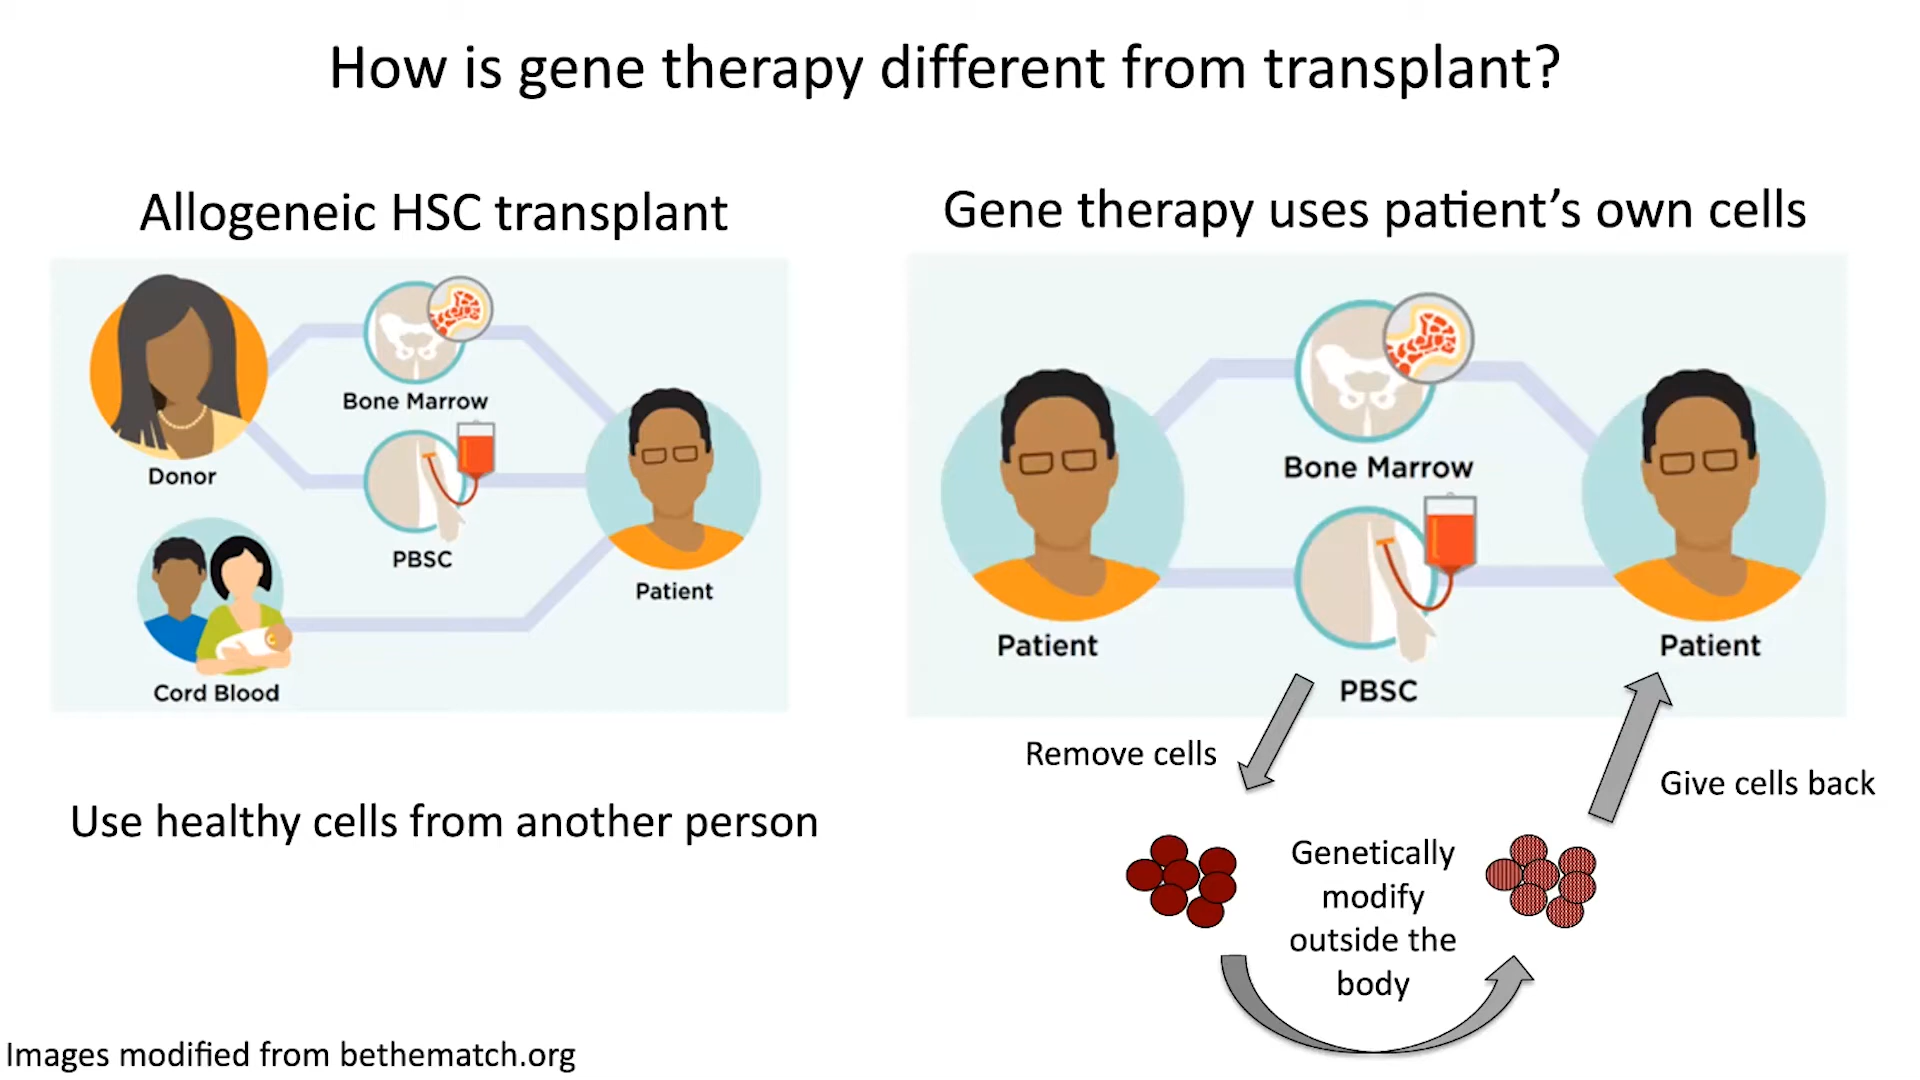 How is gene therapy different from transplant?
Allogeneic HSC transplant
Bone Marrow
Donor
PBSC
Patient
Cord Blood
Use healthy cells from another person
Gene therapy uses patient's own cells
Bone Marrow
Patient
Patient
PBSC
Remove cells
Give cells back
Genetically
modify
outside the
body
Images modified from bethematch.org